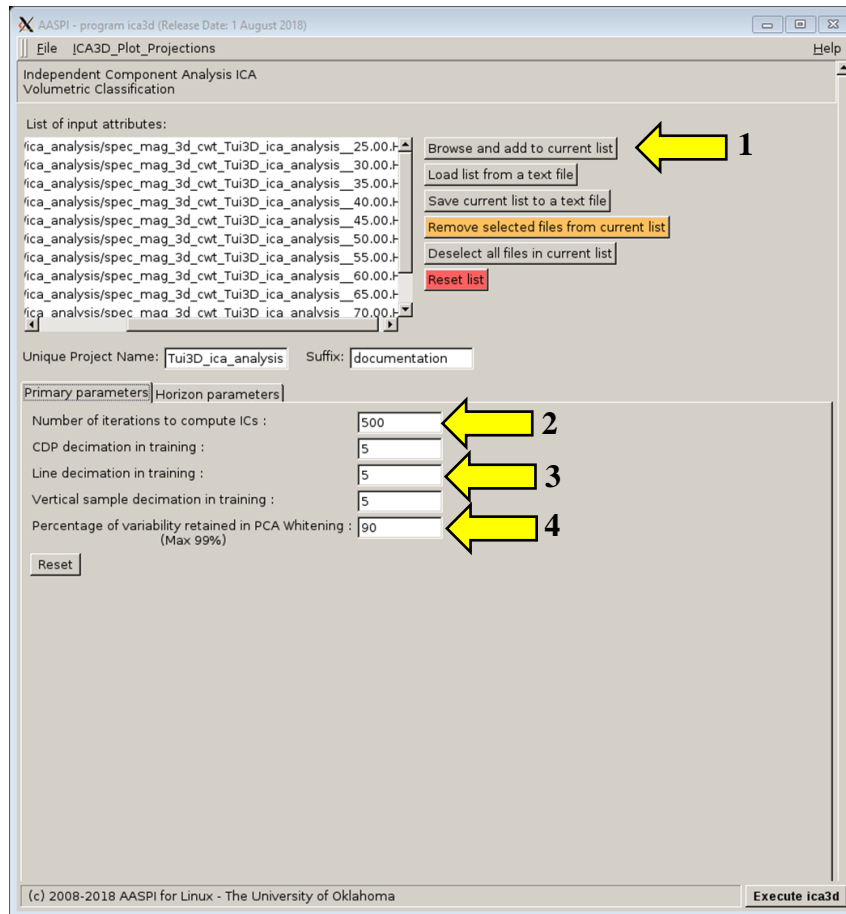 AASPI - program ica3d (Release Date: 1 August 2018)
File ICA3D_Plot_Projections Help
Independent Component Analysis ICA
Volumetric Classification
List of input attributes:
/ica_analysis/spec_mag_3d_cwt_Tui3D_ica_analysis__25.00.H
/ica_analysis/spec_mag_3d_cwt_Tui3D_ica_analysis__30.00.H
/ica_analysis/spec_mag_3d_cwt_Tui3D_ica_analysis__35.00.H
/ica_analysis/spec_mag_3d_cwt_Tui3D_ica_analysis__40.00.H
/ica_analysis/spec_mag_3d_cwt_Tui3D_ica_analysis__45.00.H
/ica_analysis/spec_mag_3d_cwt_Tui3D_ica_analysis__50.00.H
/ica_analysis/spec_mag_3d_cwt_Tui3D_ica_analysis__55.00.H
/ica_analysis/spec_mag_3d_cwt_Tui3D_ica_analysis__60.00.H
/ica_analysis/spec_mag_3d_cwt_Tui3D_ica_analysis__65.00.H
/ica_analysis/spec_mag_3d_cwt_Tui3D_ica_analysis__70.00.H
Browse and add to current list 1
Load list from a text file
Save current list to a text file
Remove selected files from current list
Deselect all files in current list
Reset list
Unique Project Name: Tui3D_ica_analysis Suffix: documentation
Primary parameters Horizon parameters
Number of iterations to compute ICs : 500 2
CDP decimation in training : 5
Line decimation in training : 5 3
Vertical sample decimation in training : 5
Percentage of variability retained in PCA Whitening : 90 4
(Max 99%)
Reset
(c) 2008-2018 AASPI for Linux - The University of Oklahoma Execute ica3d